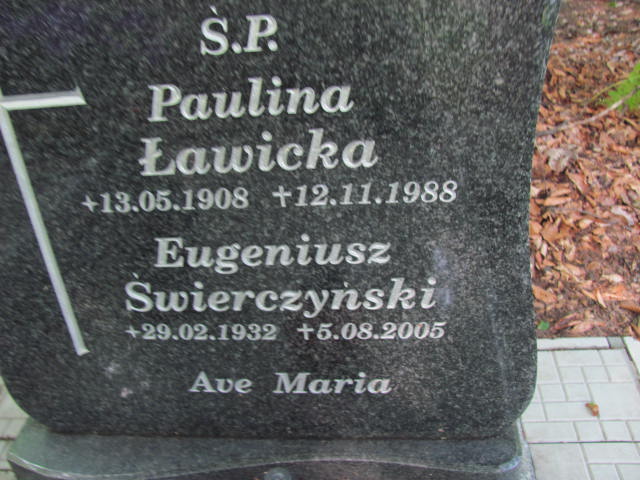 Ś.P.
Paulina
Ławicka
+13.05.1908 †12.11.1988
Eugeniusz
Świerczyński
+29.02.1932 †5.08.2005
Ave Maria